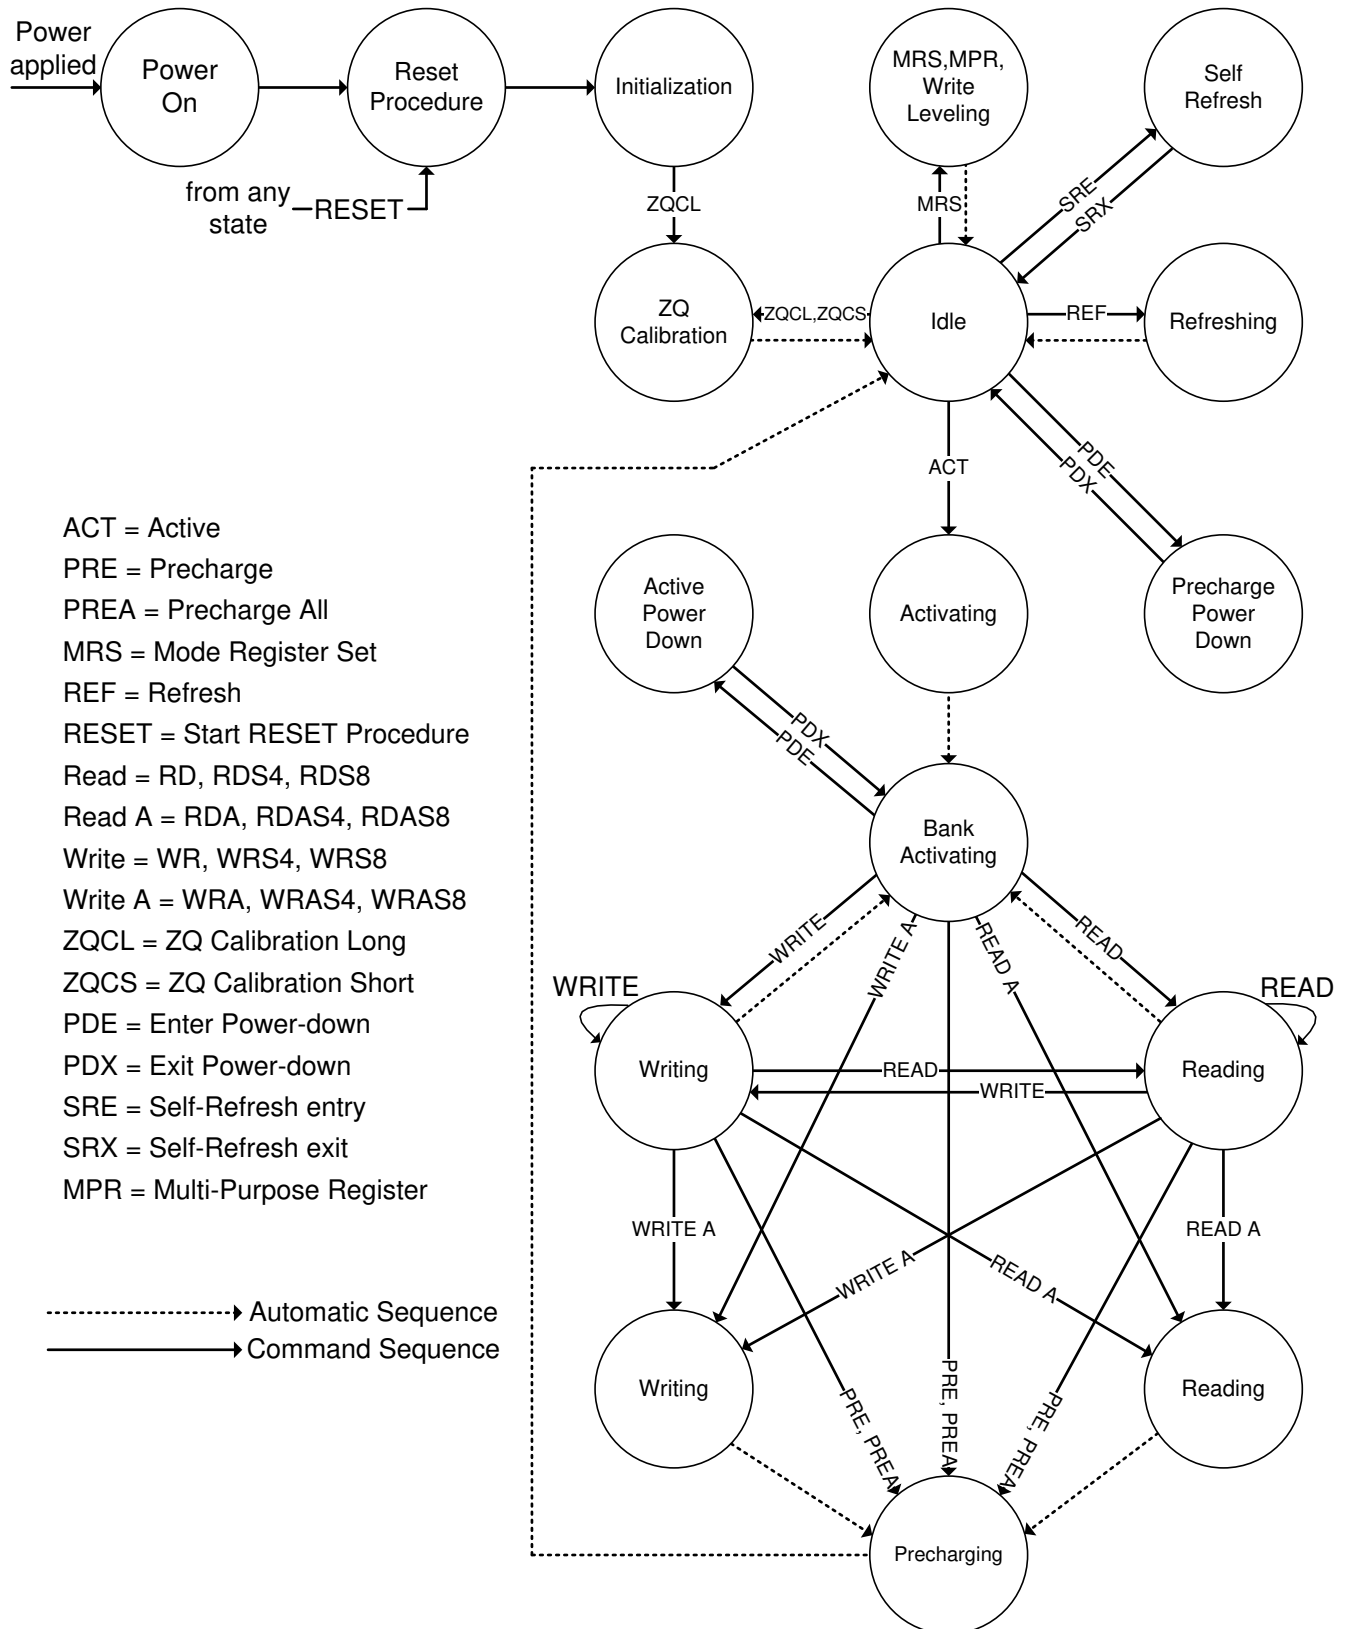 Power
applied
Power
On
Reset
Procedure
Initialization
MRS,MPR,
Write
Leveling
Self
Refresh
from any
state
RESET
ZQCL
MRS
SRE
SRX
ZQ
Calibration
ZQCL,ZQCS
Idle
REF
Refreshing
ACT
PDE
PDX
ACT = Active
PRE = Precharge
PREA = Precharge All
MRS = Mode Register Set
REF = Refresh
RESET = Start RESET Procedure
Read = RD, RDS4, RDS8
Read A = RDA, RDAS4, RDAS8
Write = WR, WRS4, WRS8
Write A = WRA, WRAS4, WRAS8
ZQCL = ZQ Calibration Long
ZQCS = ZQ Calibration Short
PDE = Enter Power-down
PDX = Exit Power-down
SRE = Self-Refresh entry
SRX = Self-Refresh exit
MPR = Multi-Purpose Register
Automatic Sequence
Command Sequence
Active
Power
Down
Activating
Precharge
Power
Down
PDX
PDE
Bank
Activating
WRITE
WRITE A
READ A
READ
WRITE
READ
Writing
READ
WRITE
Reading
WRITE A
WRITE A
READ A
READ A
Writing
PRE, PREA
PRE, PREA
PRE, PREA
Reading
Precharging